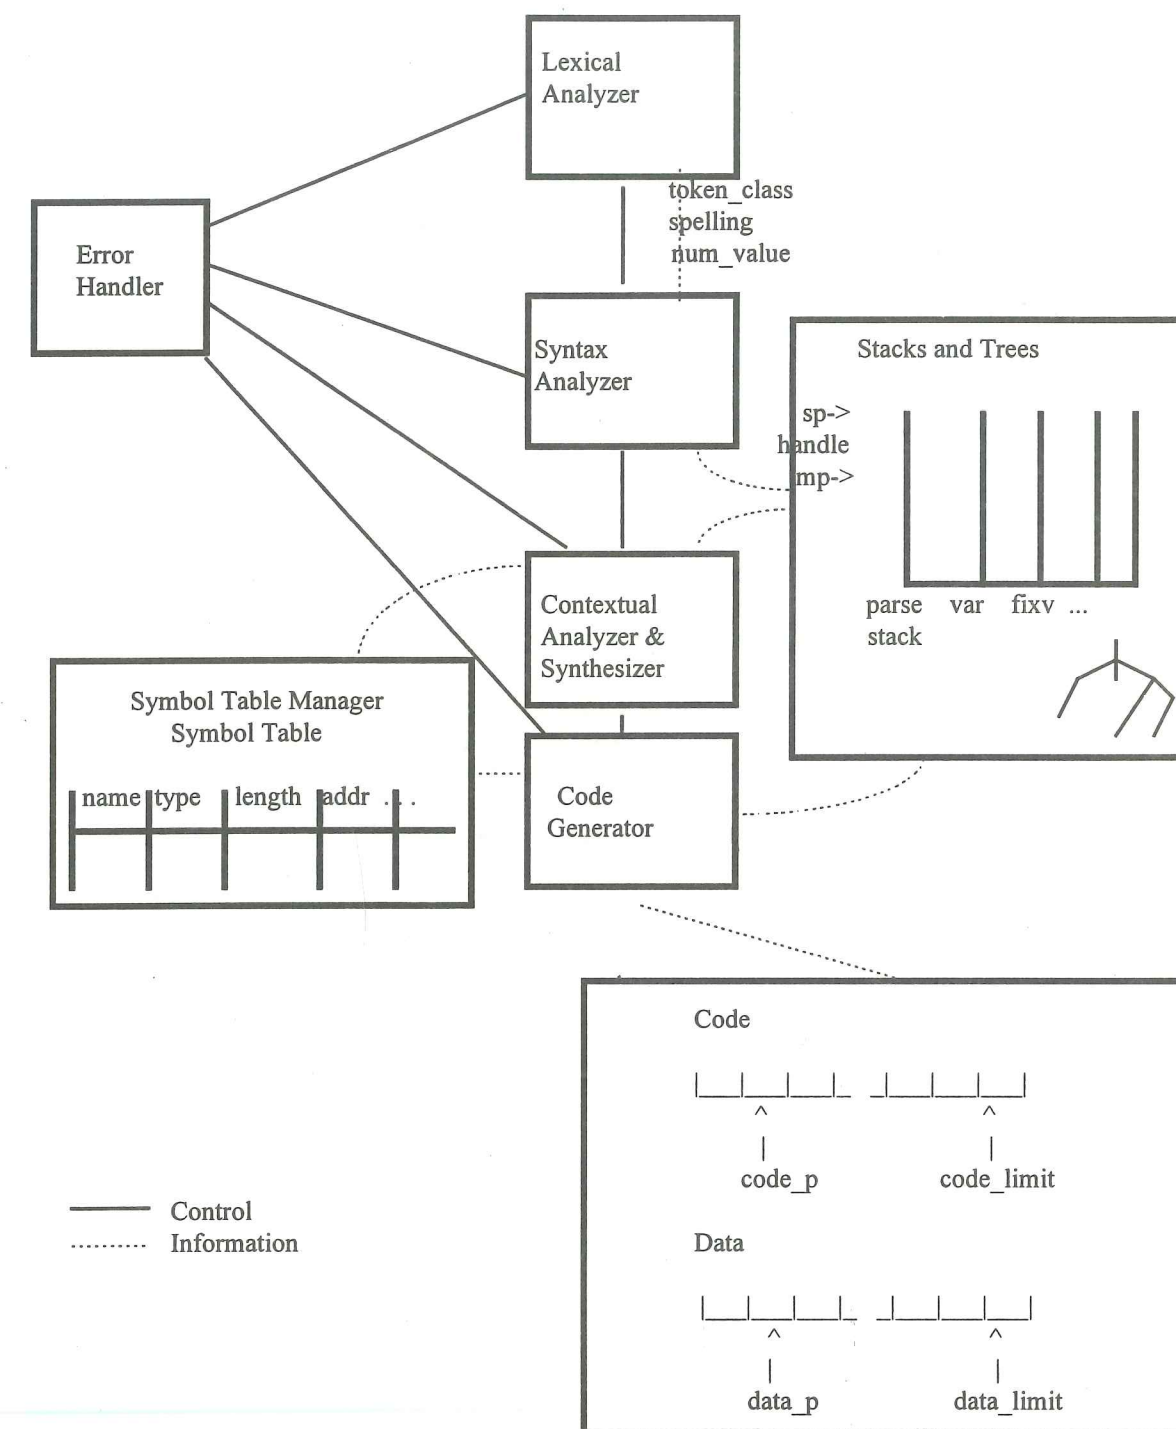 Lexical
Analyzer
token_class
spelling
num_value
Error
Handler
Syntax
Analyzer
Stacks and Trees
sp->
handle
mp->
parse var fixv ...
stack
Contextual
Analyzer &
Synthesizer
Symbol Table Manager
Symbol Table
name type length addr . . .
Code
Generator
Code
^ ^
code_p code_limit
Control
Information
Data
^ ^
data_p data_limit